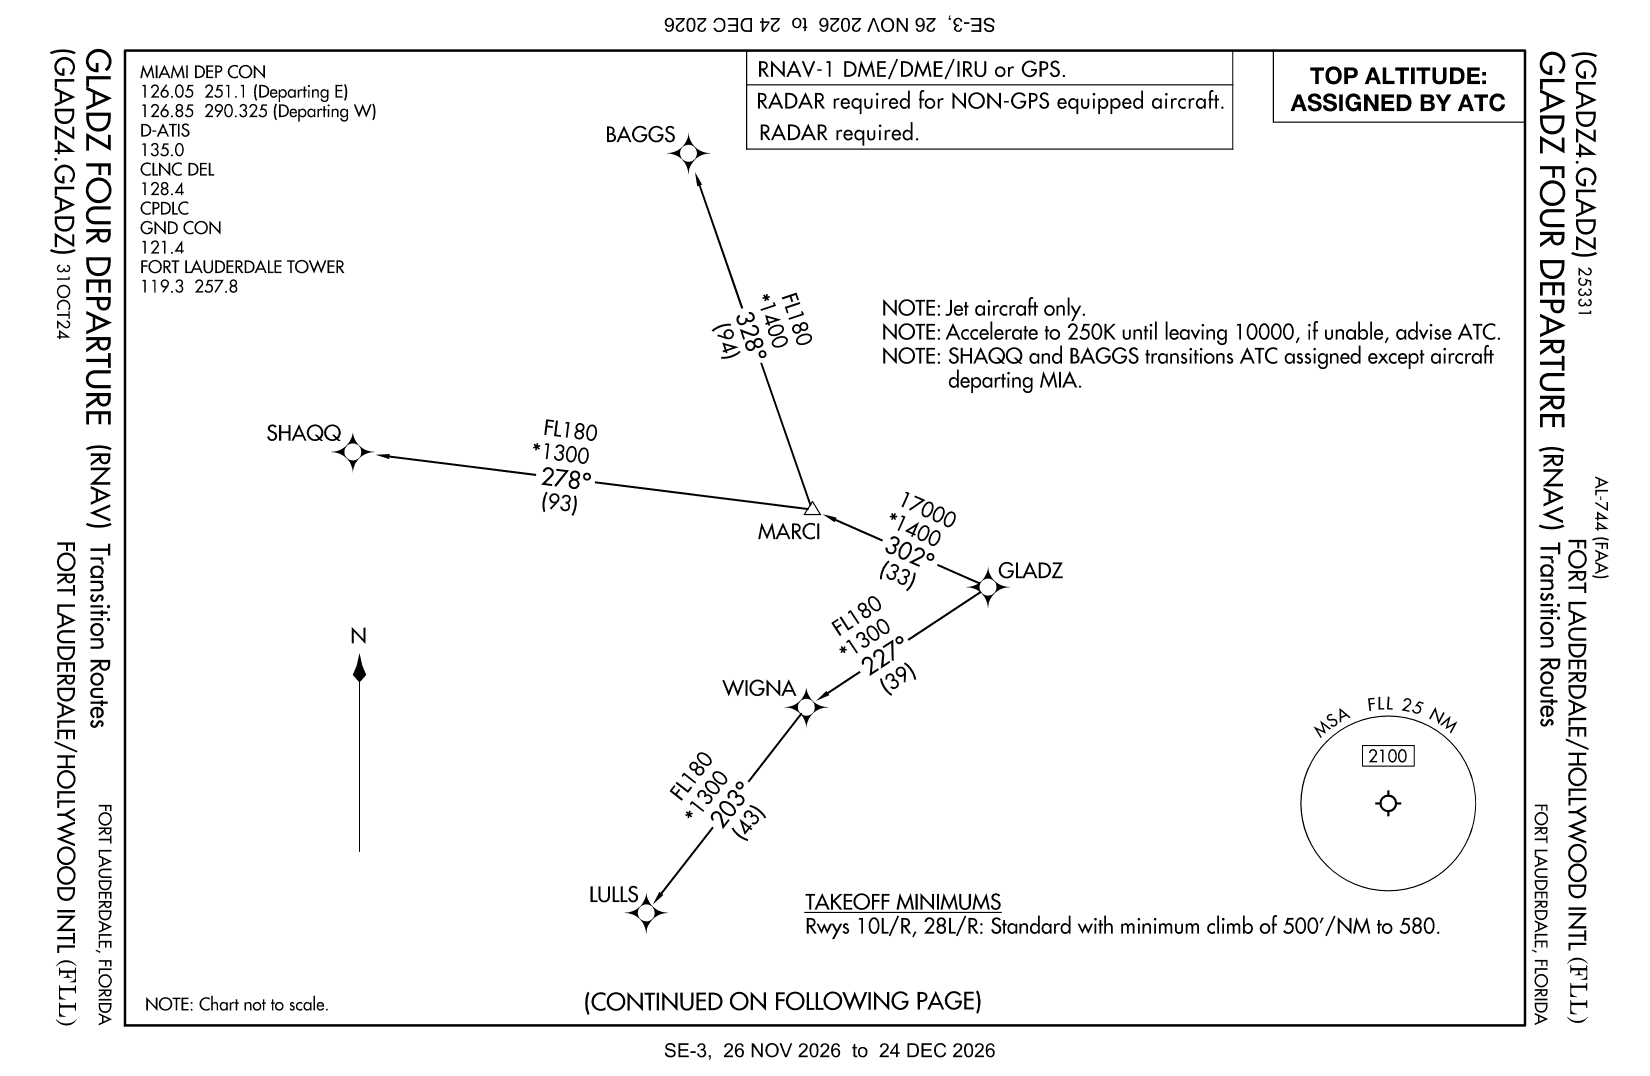 SE-3, 26 NOV 2026 to 24 DEC 2026
GLADZ FOUR DEPARTURE (RNAV) Transition Routes
(GLADZ4.GLADZ) 31OCT24
FORT LAUDERDALE/HOLLYWOOD INTL (FLL)
FORT LAUDERDALE, FLORIDA
MIAMI DEP CON
126.05 251.1 (Departing E)
126.85 290.325 (Departing W)
D-ATIS
135.0
CLNC DEL
128.4
CPDLC
GND CON
121.4
FORT LAUDERDALE TOWER
119.3 257.8
RNAV-1 DME/DME/IRU or GPS.
RADAR required for NON-GPS equipped aircraft.
RADAR required.
TOP ALTITUDE:
ASSIGNED BY ATC
BAGGS
FL180
*1400
328°
(94)
NOTE: Jet aircraft only.
NOTE: Accelerate to 250K until leaving 10000, if unable, advise ATC.
NOTE: SHAQQ and BAGGS transitions ATC assigned except aircraft
departing MIA.
SHAQQ
FL180
*1300
278°
(93)
MARCI
17000
*1400
302°
(33)
GLADZ
FL180
*1300
227°
(39)
N
WIGNA
FL180
*1300
203°
(43)
LULLS
MSA FLL 25 NM
2100
TAKEOFF MINIMUMS
Rwys 10L/R, 28L/R: Standard with minimum climb of 500'/NM to 580.
NOTE: Chart not to scale.
(CONTINUED ON FOLLOWING PAGE)
(GLADZ4.GLADZ) 25331
GLADZ FOUR DEPARTURE (RNAV) Transition Routes
AL-744 (FAA)
FORT LAUDERDALE/HOLLYWOOD INTL (FLL)
FORT LAUDERDALE, FLORIDA
SE-3, 26 NOV 2026 to 24 DEC 2026